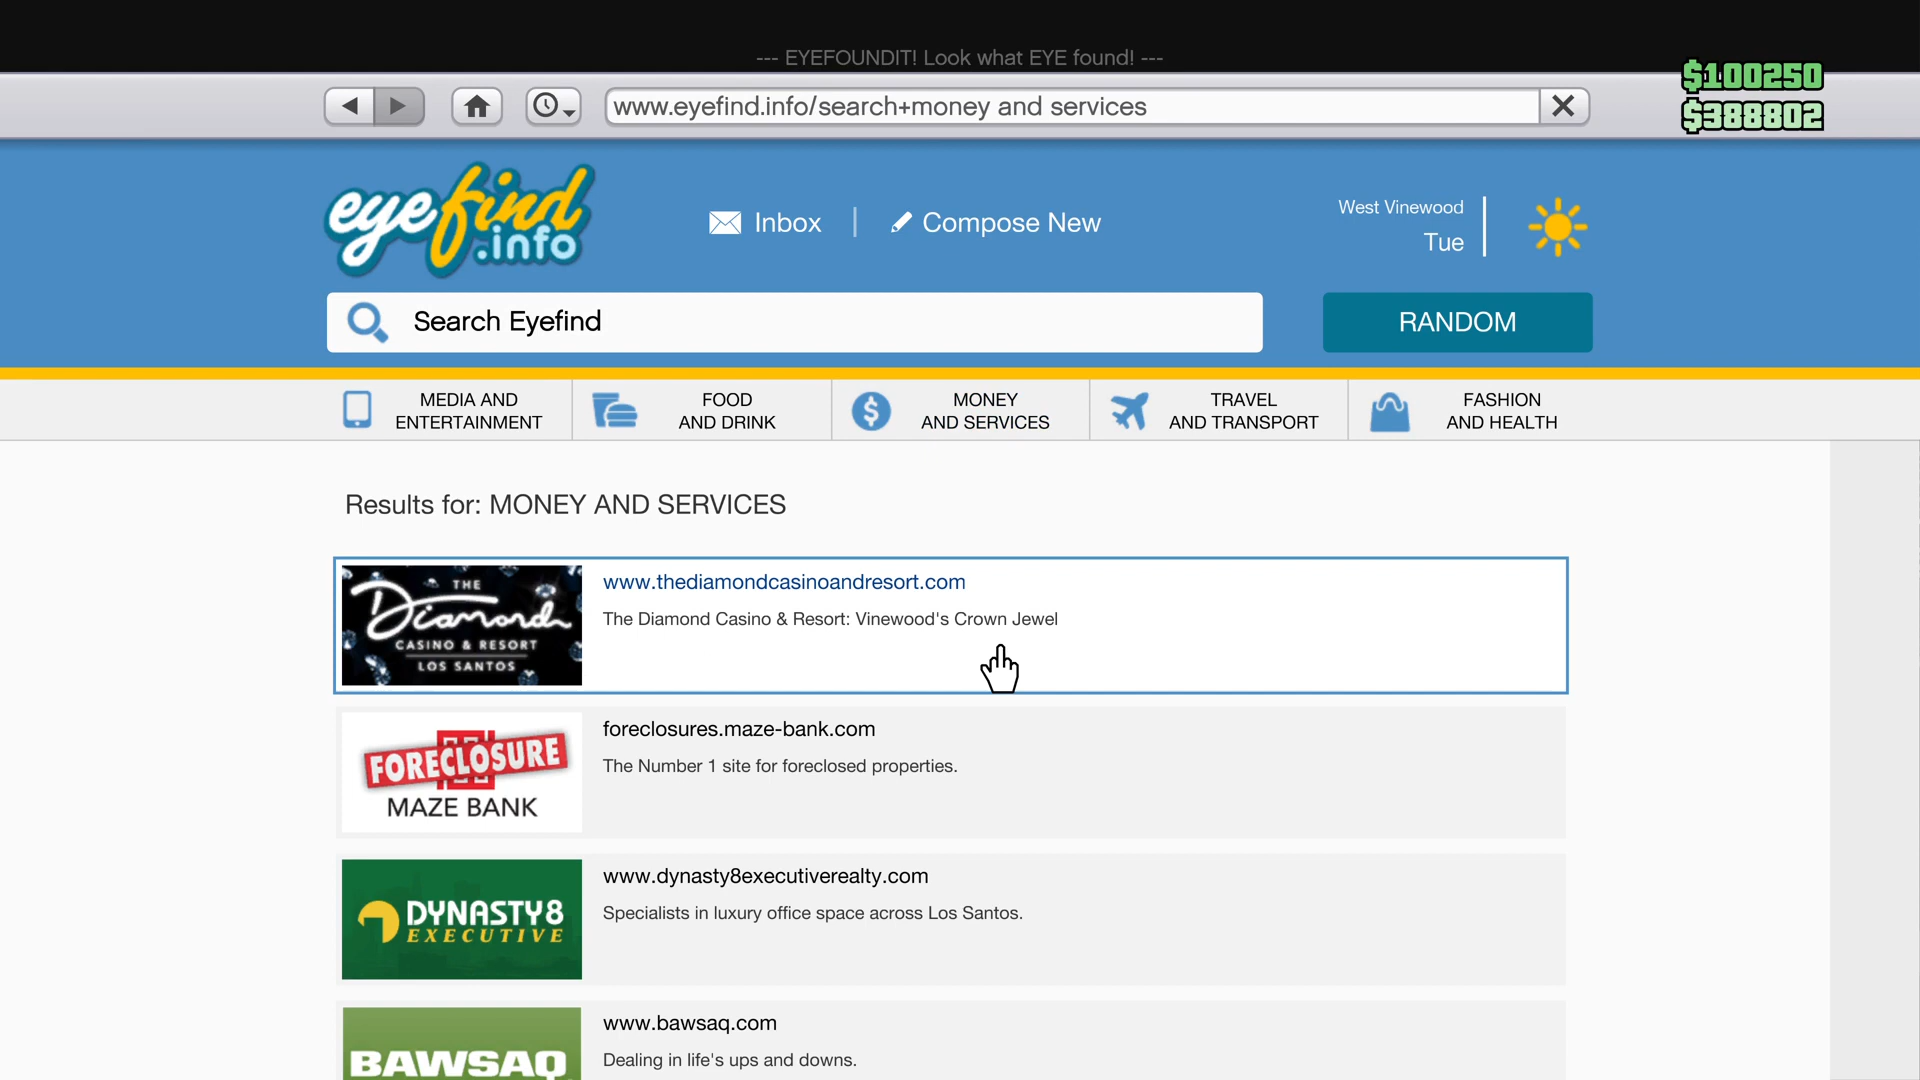 --- EYEFOUNDIT! Look what EYE found! ---
$100250
$388802
www.eyefind.info/search+money and services
eyefind
.info
Inbox
Compose New
West Vinewood
Tue
Search Eyefind
RANDOM
MEDIA AND
ENTERTAINMENT
FOOD
AND DRINK
MONEY
AND SERVICES
TRAVEL
AND TRANSPORT
FASHION
AND HEALTH
Results for: MONEY AND SERVICES
THE
Diamond
CASINO & RESORT
LOS SANTOS
www.thediamondcasinoandresort.com
The Diamond Casino & Resort: Vinewood's Crown Jewel
FORECLOSURE
MAZE BANK
foreclosures.maze-bank.com
The Number 1 site for foreclosed properties.
DYNASTY8
EXECUTIVE
www.dynasty8executiverealty.com
Specialists in luxury office space across Los Santos.
BAWSAQ
www.bawsaq.com
Dealing in life's ups and downs.